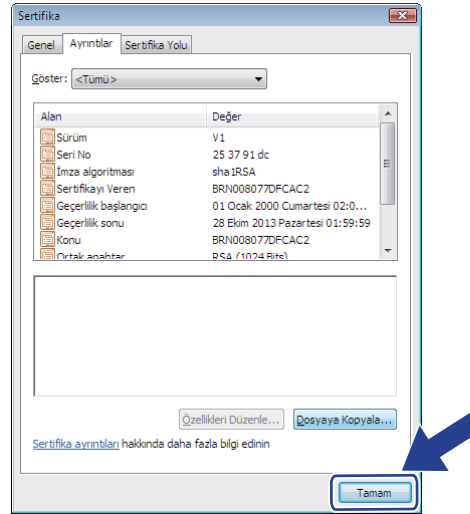 Sertifika
Genel Ayrıntılar Sertifika Yolu
Göster: <Tümü>
Alan Değer
Sürüm V1
Seri No 25 37 91 dc
İmza algoritması sha1RSA
Sertifikayı Veren BRN008077DFCAC2
Geçerlilik başlangıcı 01 Ocak 2000 Cumartesi 02:0...
Geçerlilik sonu 28 Ekim 2013 Pazartesi 01:59:59
Konu BRN008077DFCAC2
Ortak anahtar RSA (1024 Bits)
Özellikleri Düzenle... Dosyaya Kopyala...
Sertifika ayrıntıları hakkında daha fazla bilgi edinin
Tamam